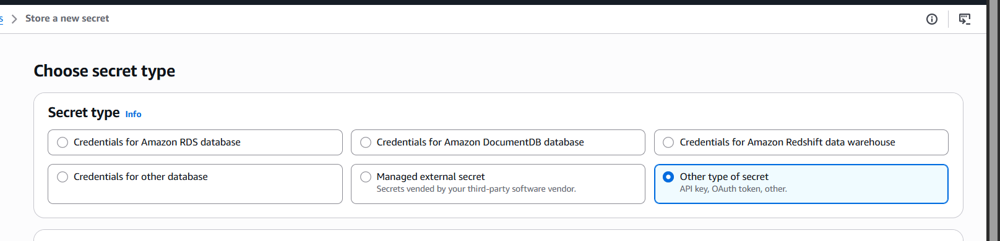 s > Store a new secret
Choose secret type
Secret type Info
Credentials for Amazon RDS database
Credentials for Amazon DocumentDB database
Credentials for Amazon Redshift data warehouse
Credentials for other database
Managed external secret
Secrets vended by your third-party software vendor.
Other type of secret
API key, OAuth token, other.